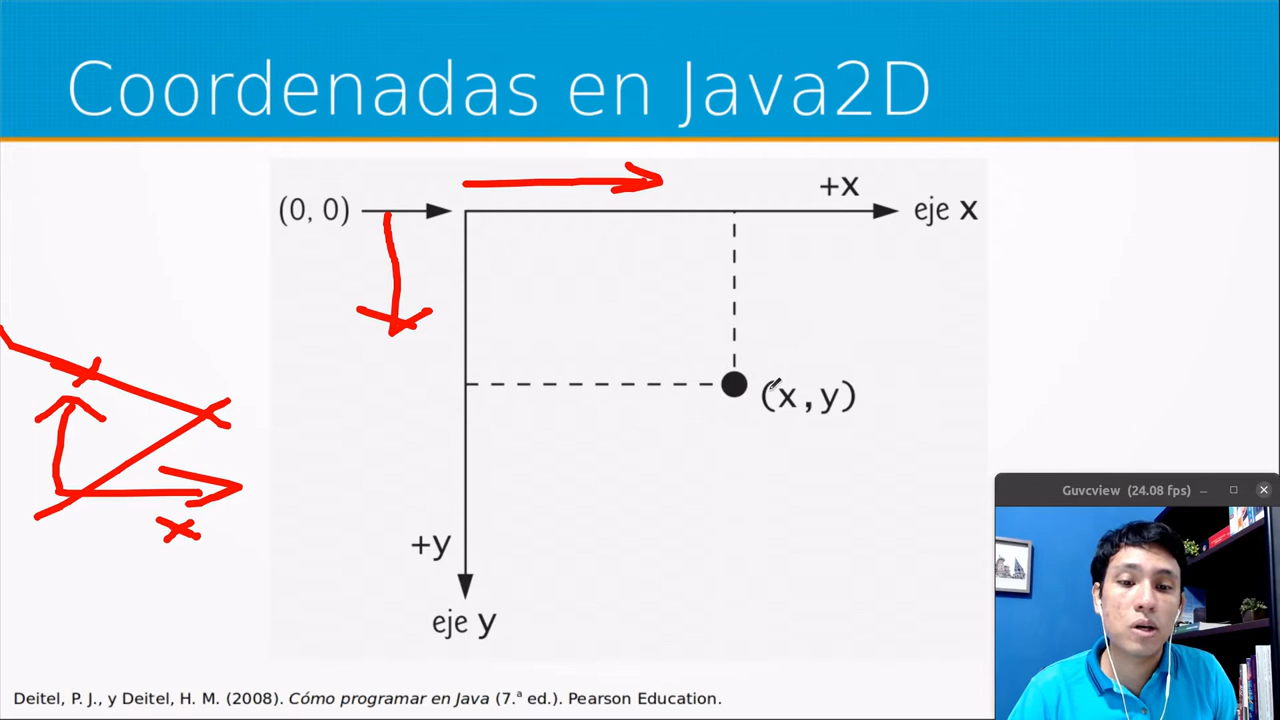 Coordenadas en Java2D
+x
(0, 0)
eje x
(x,y)
+y
eje y
x
Guvcview (24.08 fps)
Deitel, P. J., y Deitel, H. M. (2008). Cómo programar en Java (7.ª ed.). Pearson Education.